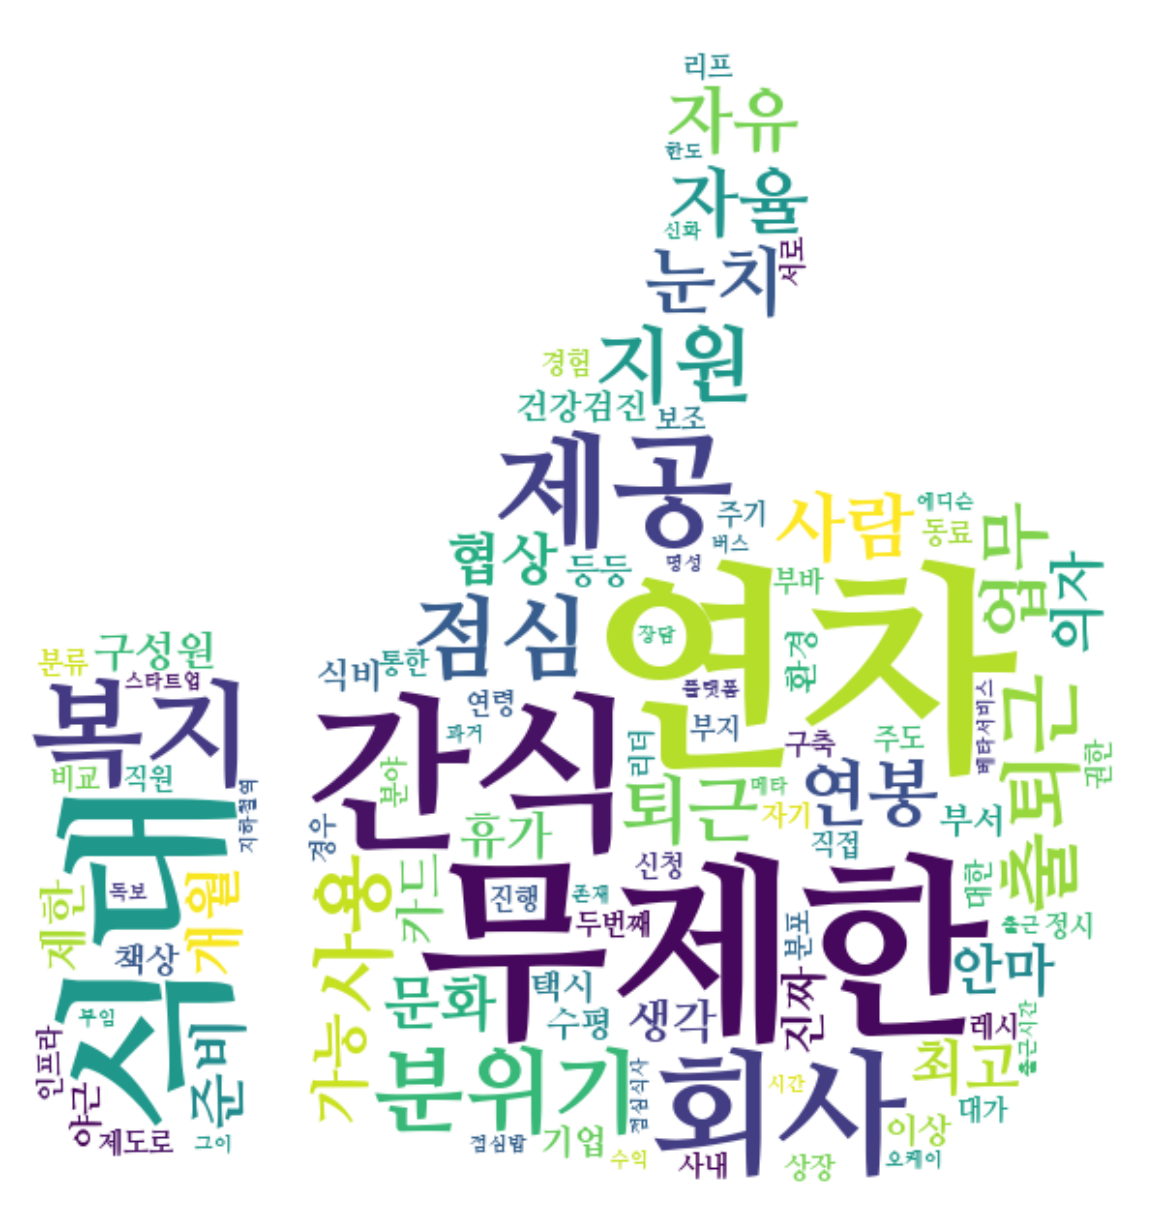 리프
자유
한도
자율
신화
서로
눈치
지원
경험
건강검진
보조
제공
주기
사람
에디슨
동료
업무
협상
등등
명성
버스
부바
의자
점심
연차
장담
환경
구성원
분류
스타트업
복지
식비
통한
연령
플랫폼
베타서비스
비교
직원
간식
과거
부지
리더
구축
주도
출퇴근
권한
지하철역
분야
퇴근
메타
연봉
자기
부서
직접
식대
경우
휴가
제한
독보
개월
사용
카드
무제한
신청
진행
존재
두번째
분포
대한
출근
정시
책상
가능
문화
택시
수평
생각
진짜
안마
레시
출근시간
인프라
부임
준비
야근
제도로
그이
분위기
점심식사
회사
시간
최고
대가
이상
점심밥
기업
수익
사내
상장
오케이